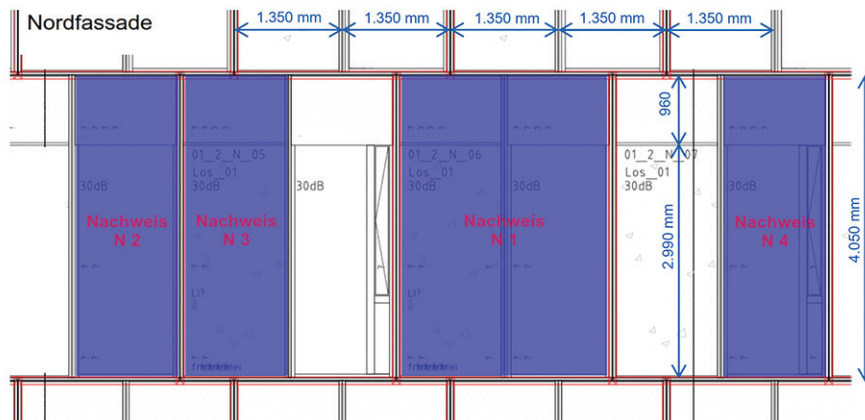 Nordfassade
1.350 mm
1.350 mm
1.350 mm
1.350 mm
1.350 mm
960
2.990 mm
4.050 mm
01_2_N_05
Los_01
30dB
01_2_N_06
Los_01
30dB
01_2_N_07
Los_01
30dB
30dB
30dB
30dB
30dB
Nachweis
N 2
Nachweis
N 3
Nachweis
N 1
Nachweis
N 4